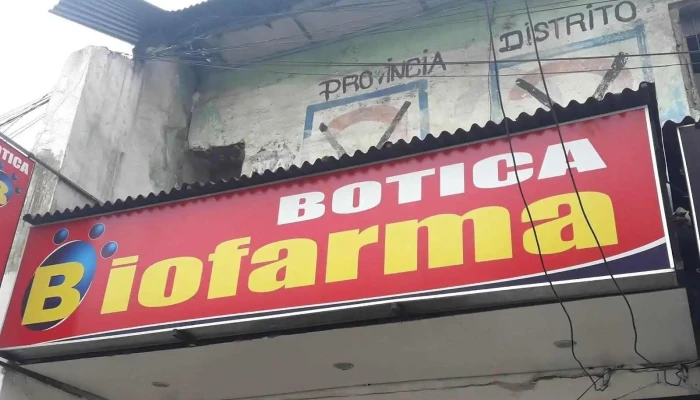 PROVINCIA DISTRITO
BOTICA
BOTICA
Biofarma